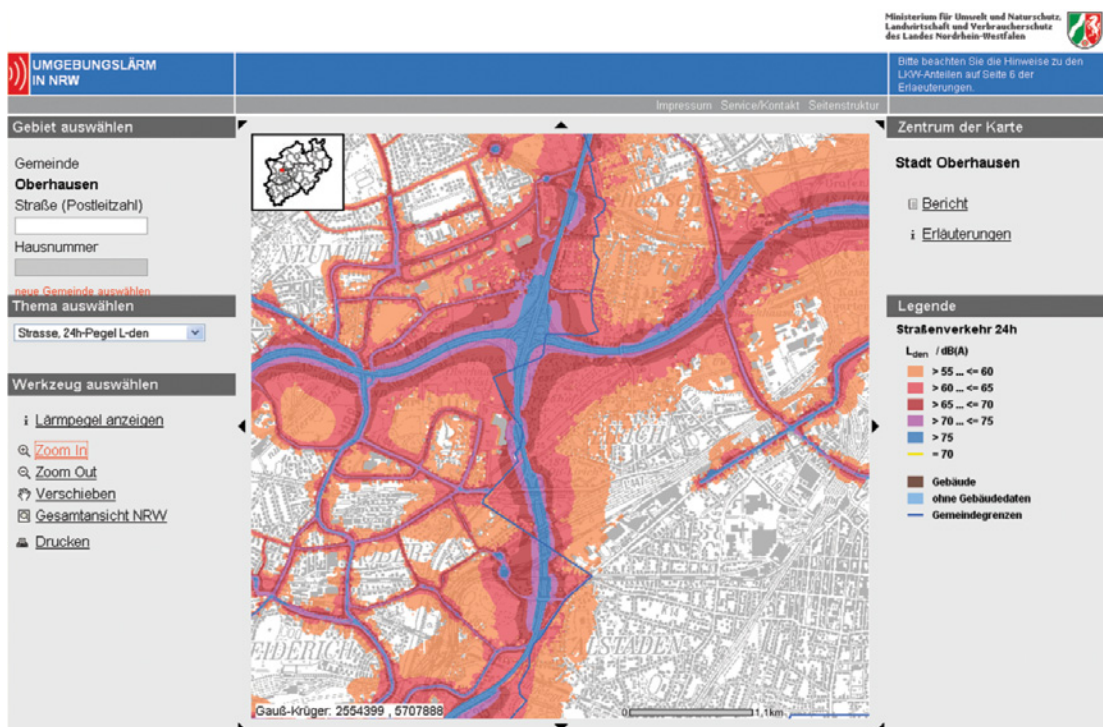 Ministerium für Umwelt und Naturschutz,
Landwirtschaft und Verbraucherschutz
des Landes Nordrhein-Westfalen
UMGEBUNGSLÄRM
IN NRW
Bitte beachten Sie die Hinweise zu den
LKW-Anteilen auf Seite 6 der
Erlaeuterungen.
Impressum Service/Kontakt Seitenstruktur
Gebiet auswählen
Gemeinde
Oberhausen
Straße (Postleitzahl)
Hausnummer
neue Gemeinde auswählen
Thema auswählen
Strasse, 24h-Pegel L-den
Werkzeug auswählen
Lärmpegel anzeigen
Zoom In
Zoom Out
Verschieben
Gesamtansicht NRW
Drucken
NEUMÜH
EIDERICH
ALSTADEN
Gauß-Krüger: 2554399 , 5707888
0 1,1km
Zentrum der Karte
Stadt Oberhausen
Bericht
Erläuterungen
Legende
Straßenverkehr 24h
Lden / dB(A)
> 55 ... <= 60
> 60 ... <= 65
> 65 ... <= 70
> 70 ... <= 75
> 75
= 70
Gebäude
ohne Gebäudedaten
Gemeindegrenzen